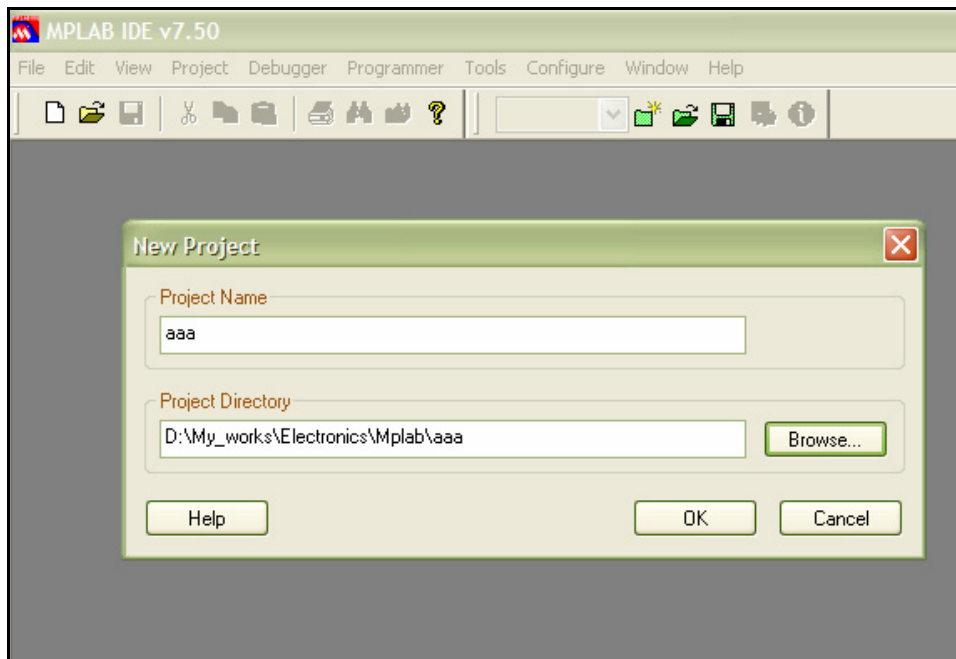 MPLAB IDE v7.50
File Edit View Project Debugger Programmer Tools Configure Window Help
New Project
Project Name
aaa
Project Directory
D:\My_works\Electronics\Mplab\aaa
Browse...
Help OK Cancel